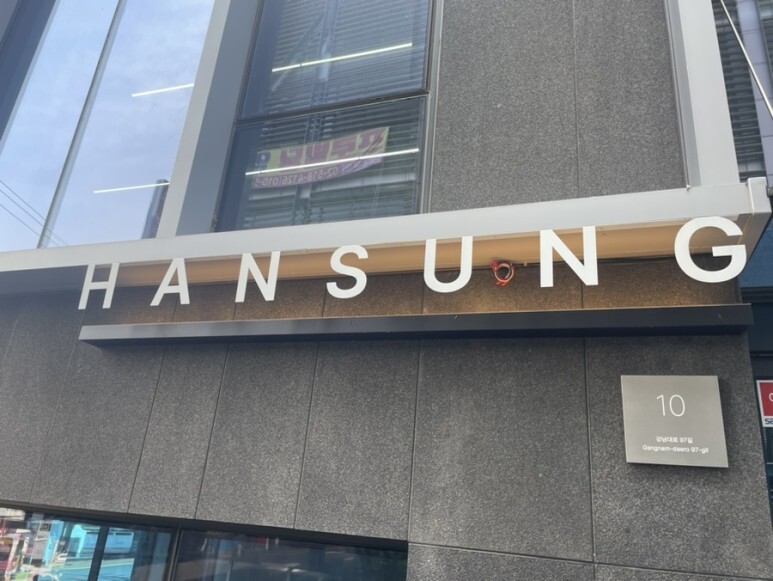 HANSUNG
10
강남대로 97길
Gangnam-daero 97-gil